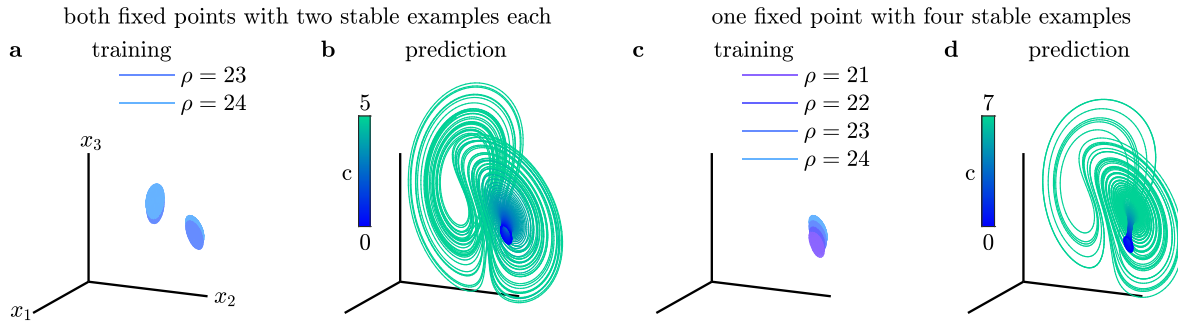 both fixed points with two stable examples each
a
training
ρ = 23
ρ = 24
x₃
x₁
x₂
b
prediction
5
c
0
one fixed point with four stable examples
c
training
ρ = 21
ρ = 22
ρ = 23
ρ = 24
d
prediction
7
c
0